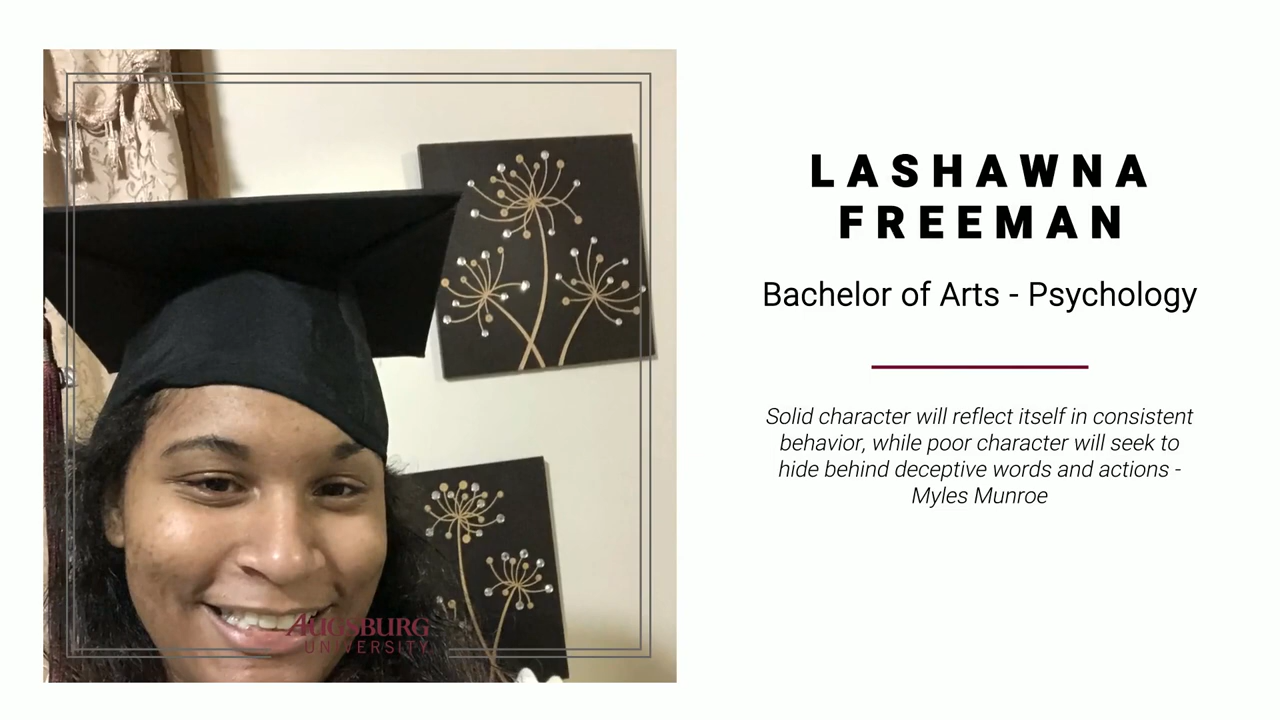 LASHAWNA
FREEMAN
Bachelor of Arts - Psychology
Solid character will reflect itself in consistent
behavior, while poor character will seek to
hide behind deceptive words and actions -
Myles Munroe
AUGSBURG
UNIVERSITY